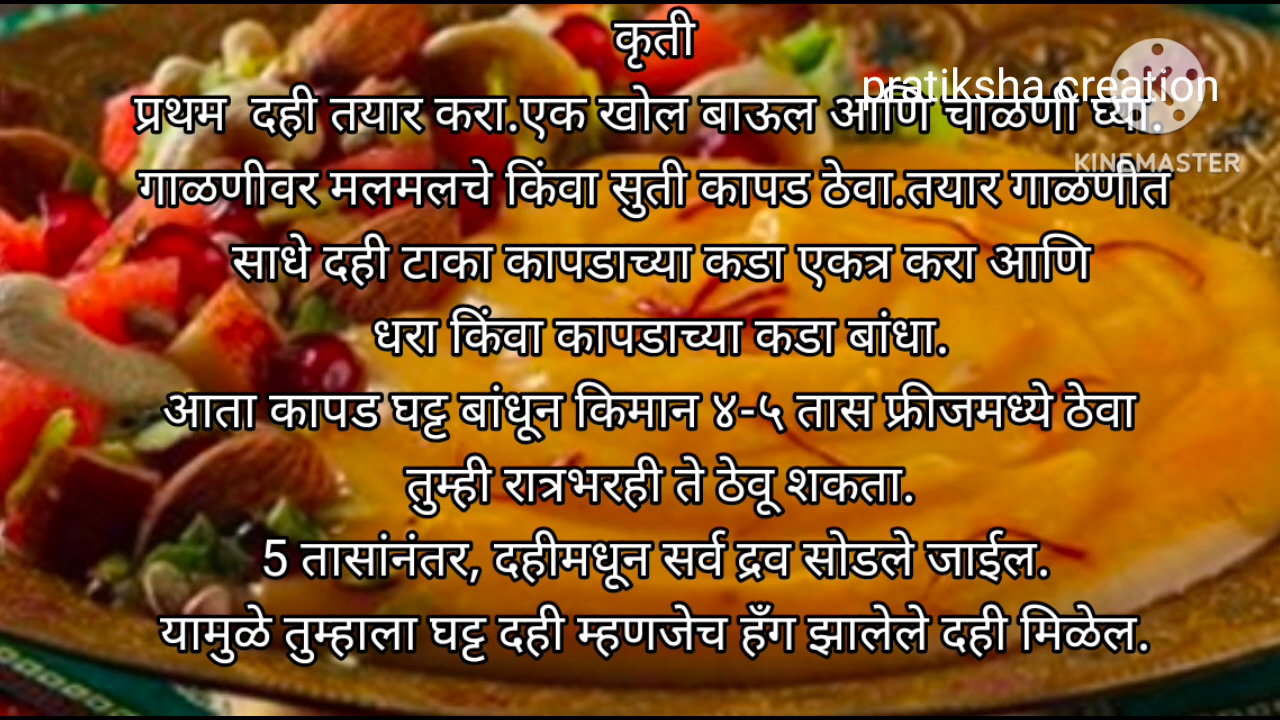 कृती
pratiksha creation
प्रथम दही तयार करा.एक खोल बाऊल आणि चाळणी घ्या.
KINEMASTER
गाळणीवर मलमलचे किंवा सुती कापड ठेवा.तयार गाळणीत
साधे दही टाका कापडाच्या कडा एकत्र करा आणि
धरा किंवा कापडाच्या कडा बांधा.
आता कापड घट्ट बांधून किमान ४-५ तास फ्रीजमध्ये ठेवा
तुम्ही रात्रभरही ते ठेवू शकता.
5 तासांनंतर, दहीमधून सर्व द्रव सोडले जाईल.
यामुळे तुम्हाला घट्ट दही म्हणजेच हँग झालेले दही मिळेल.